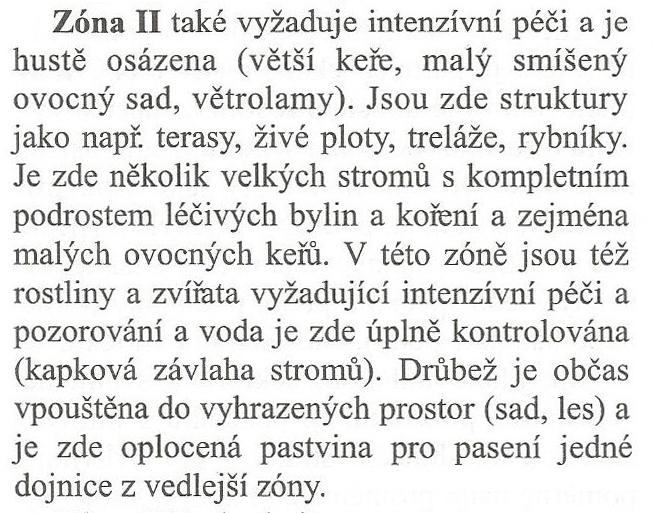 Zóna II také vyžaduje intenzívní péči a je
hustě osázena (větší keře, malý smíšený
ovocný sad, větrolamy). Jsou zde struktury
jako např. terasy, živé ploty, treláže, rybníky.
Je zde několik velkých stromů s kompletním
podrostem léčivých bylin a koření a zejména
malých ovocných keřů. V této zóně jsou též
rostliny a zvířata vyžadující intenzívní péči a
pozorování a voda je zde úplně kontrolována
(kapková závlaha stromů). Drůbež je občas
vpouštěna do vyhrazených prostor (sad, les) a
je zde oplocená pastvina pro pasení jedné
dojnice z vedlejší zóny.